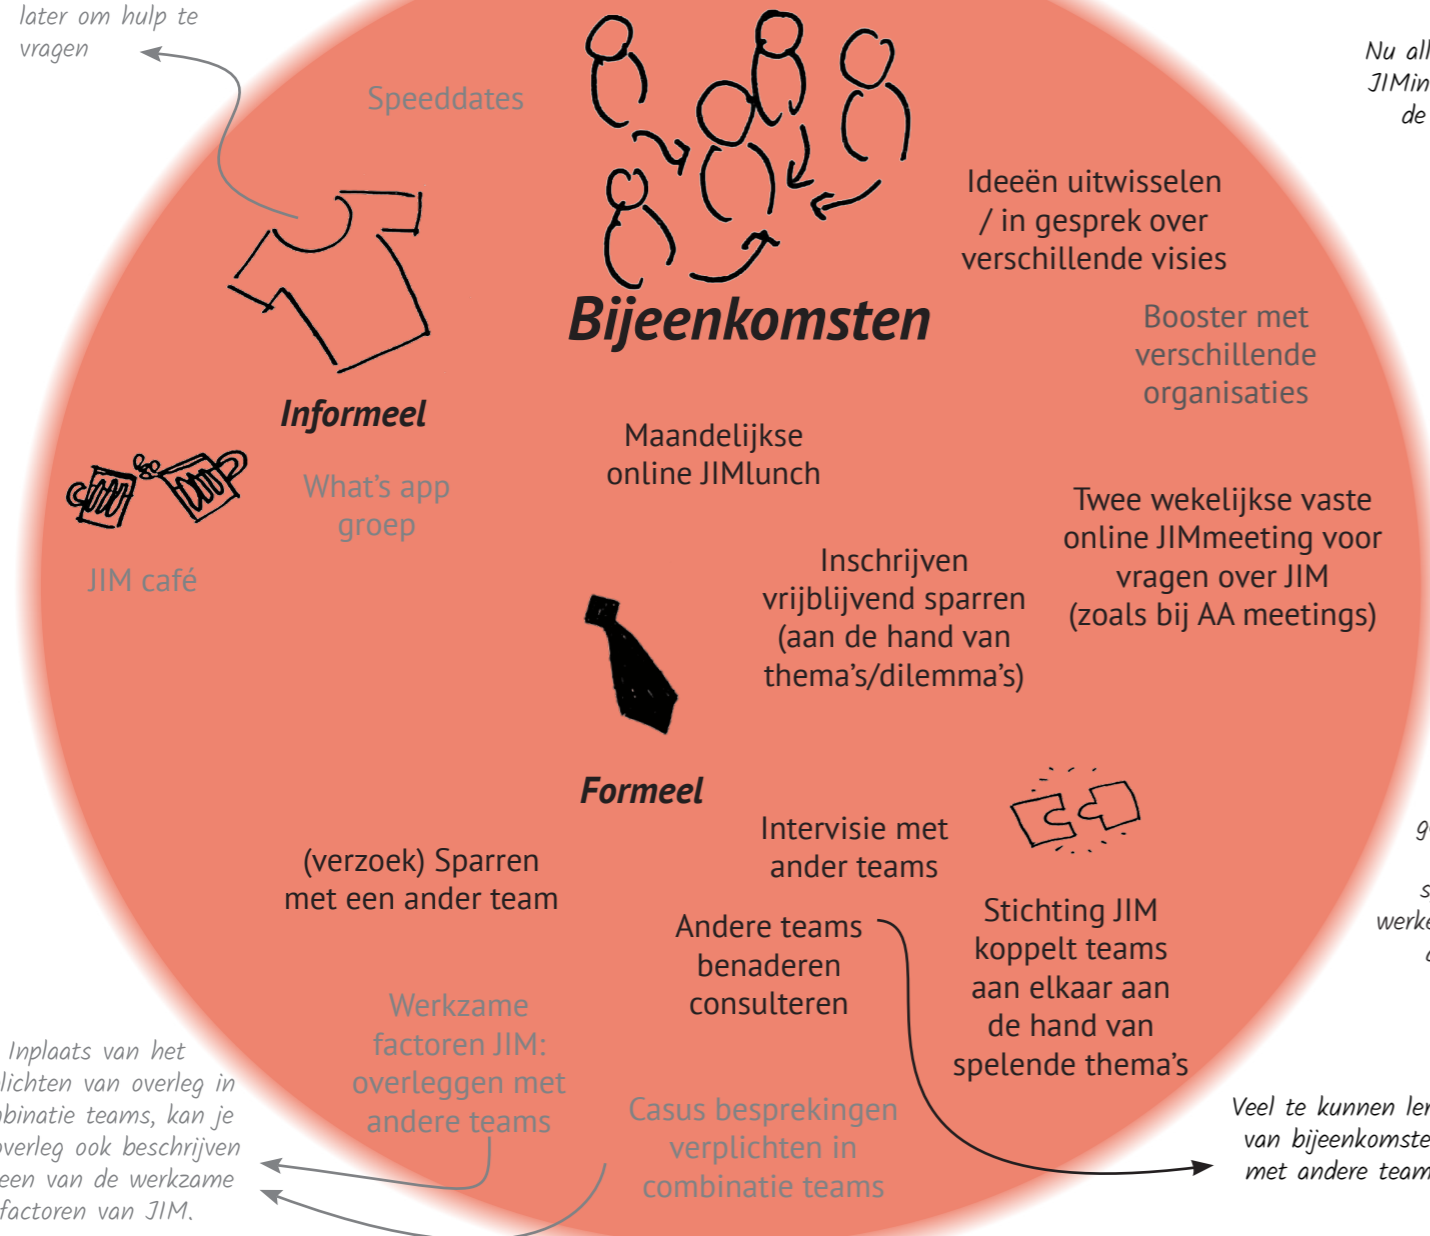 later om hulp te
vragen
Speeddates
Nu all
JIMin
de
Ideeën uitwisselen
/ in gesprek over
verschillende visies
Bijeenkomsten
Booster met
verschillende
organisaties
Informeel
What's app
groep
JIM café
Maandelijkse
online JIMlunch
Twee wekelijkse vaste
online JIMmeeting voor
vragen over JIM
(zoals bij AA meetings)
Inschrijven
vrijblijvend sparren
(aan de hand van
thema's/dilemma's)
Formeel
Intervisie met
ander teams
(verzoek) Sparren
met een ander team
Andere teams
benaderen
consulteren
Stichting JIM
koppelt teams
aan elkaar aan
de hand van
spelende thema's
werke
Werkzame
factoren JIM:
overleggen met
andere teams
Casus besprekingen
verplichten in
combinatie teams
Inplaats van het
lichten van overleg in
binatie teams, kan je
overleg ook beschrijven
een van de werkzame
factoren van JIM.
Veel te kunnen ler
van bijeenkomste
met andere team